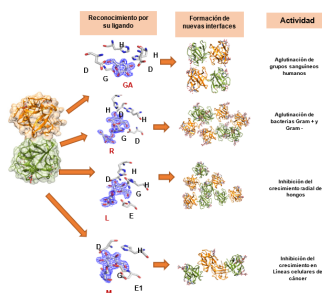 Reconocimiento por
su ligando
Formación de
nuevas interfaces
Actividad
H
D
H
D
G
GA
Aglutinación de
grupos sanguíneos
humanos
H
D
H
G
D
R
Aglutinación de
bacterias Gram + y
Gram -
D
H
G
H
L
E
Inhibición del
crecimiento radial de
hongos
D
H
G
M
E1
Inhibición del
crecimiento en
Líneas celulares de
cáncer